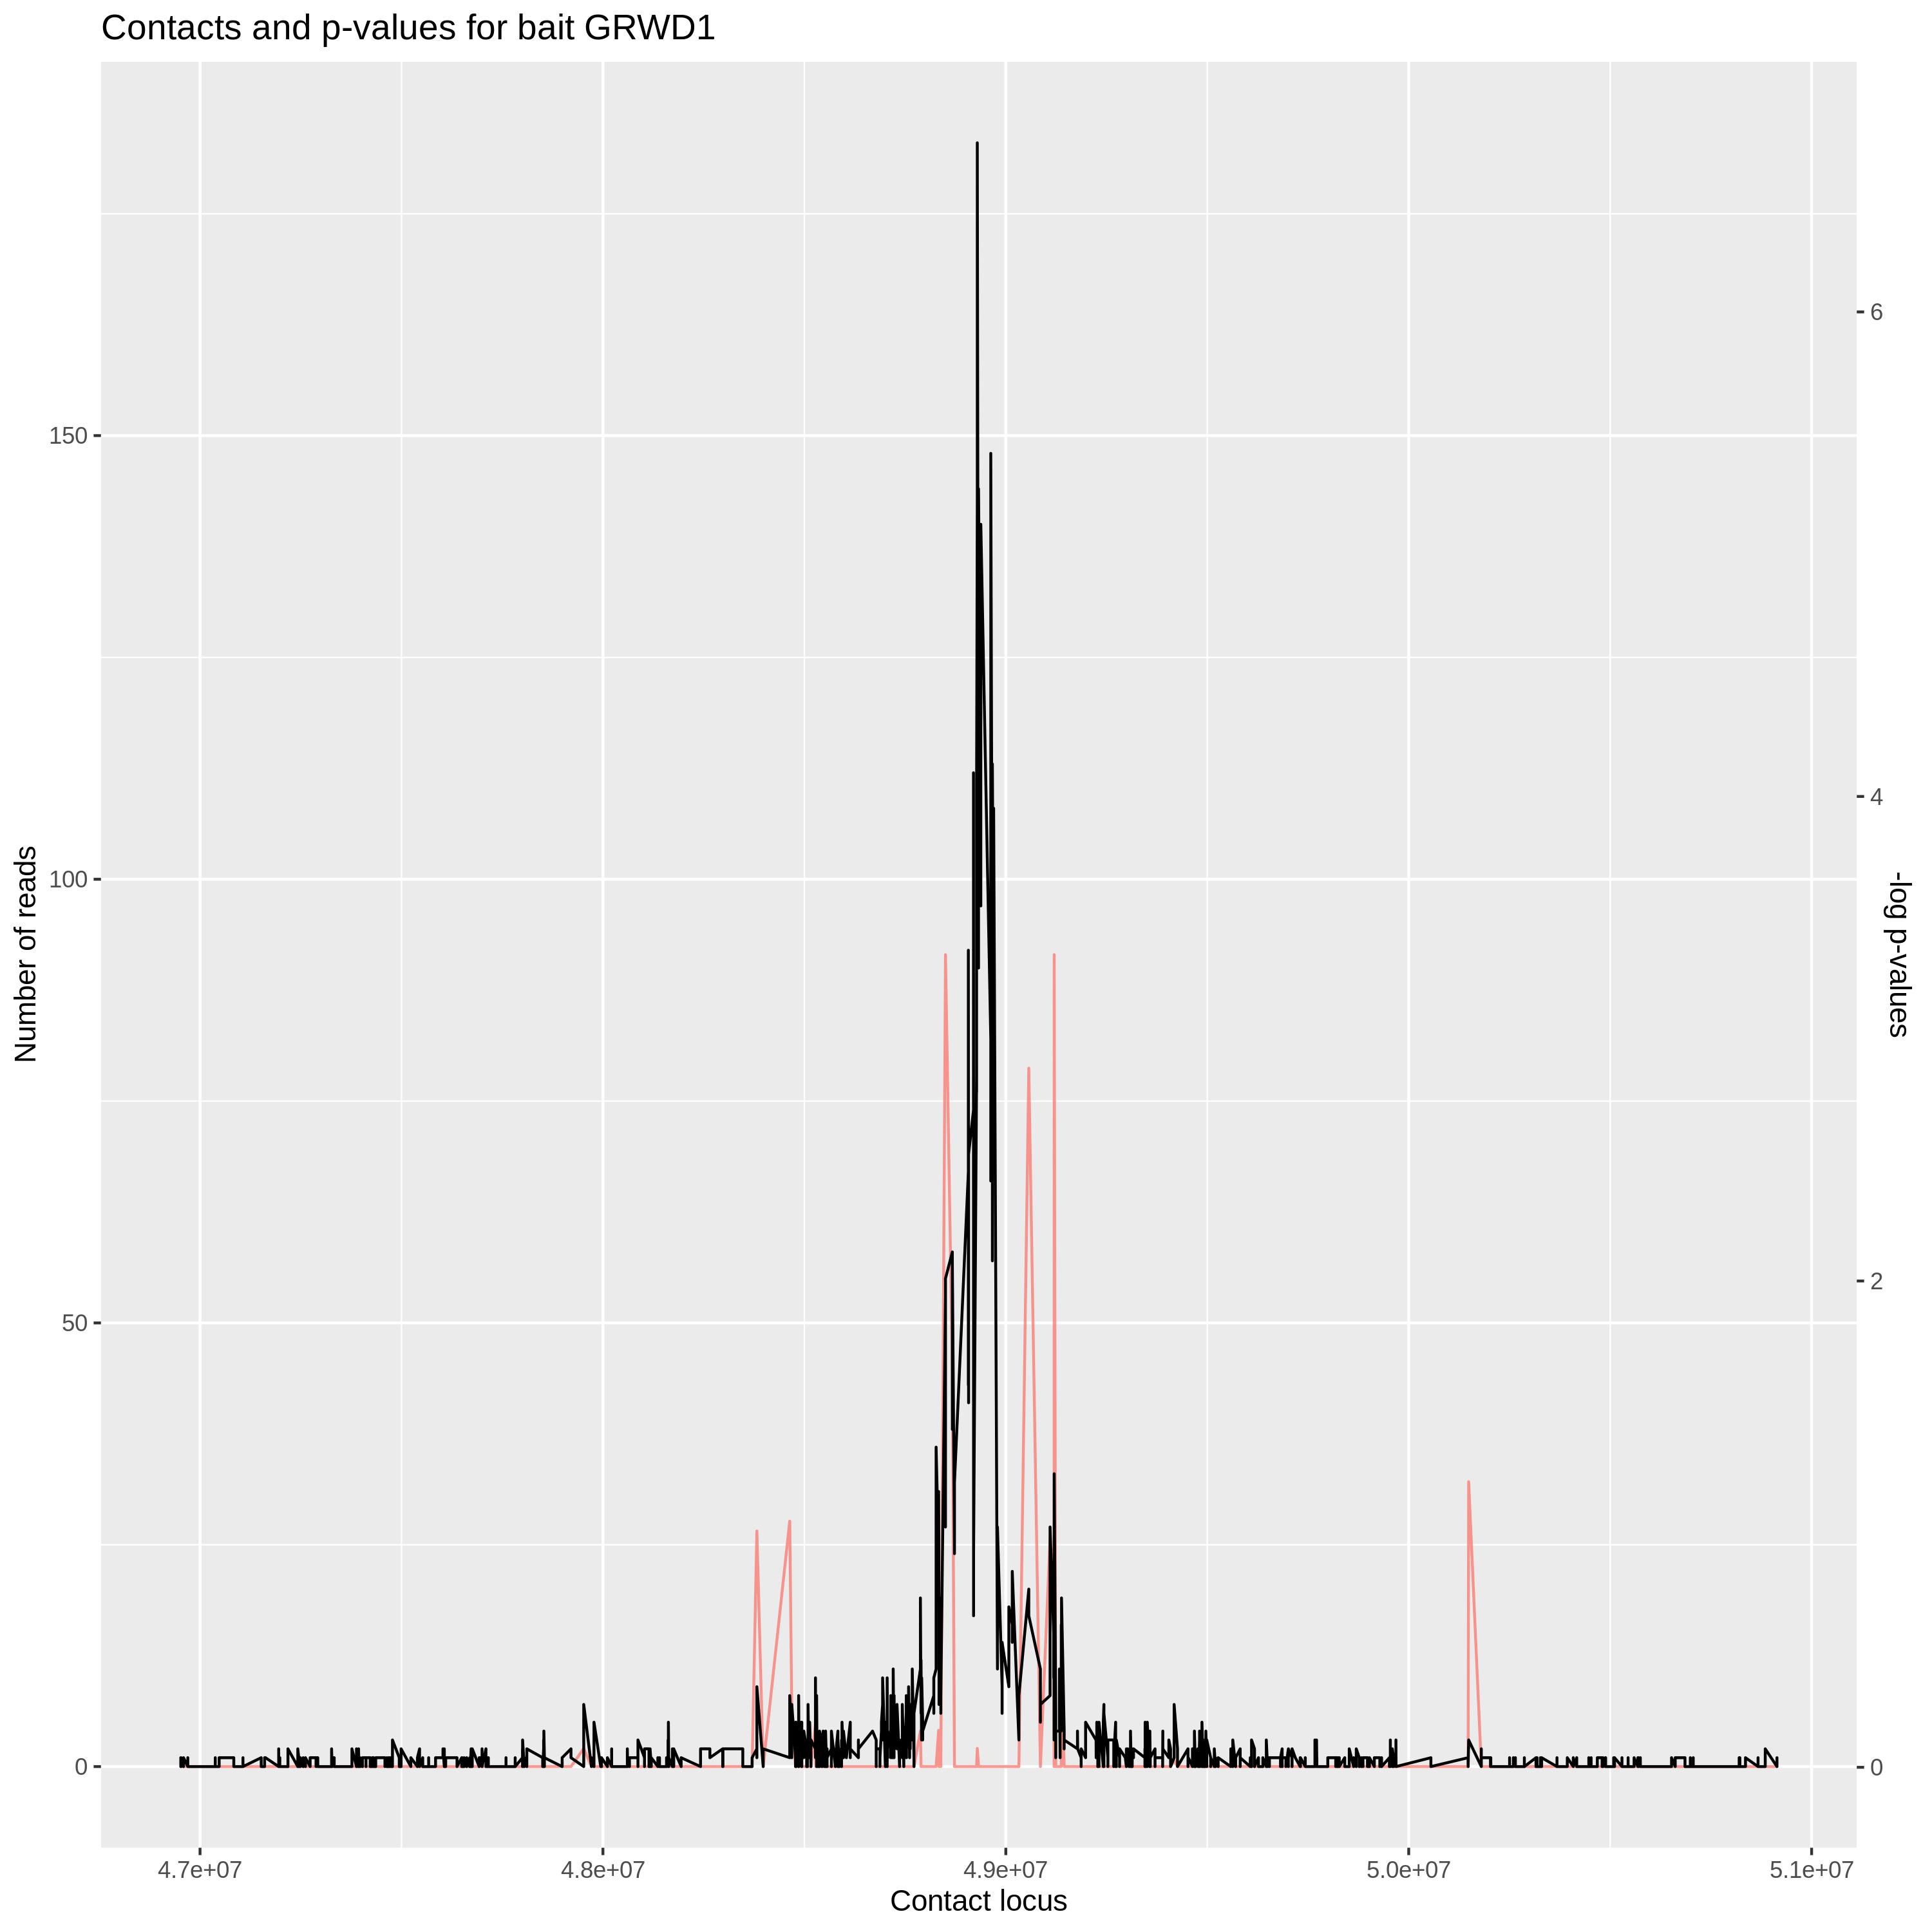 Contacts and p-values for bait GRWD1
Number of reads
150
100
50
0
6
4
2
0
-log p-values
4.7e+07 4.8e+07 4.9e+07 5.0e+07 5.1e+07
Contact locus